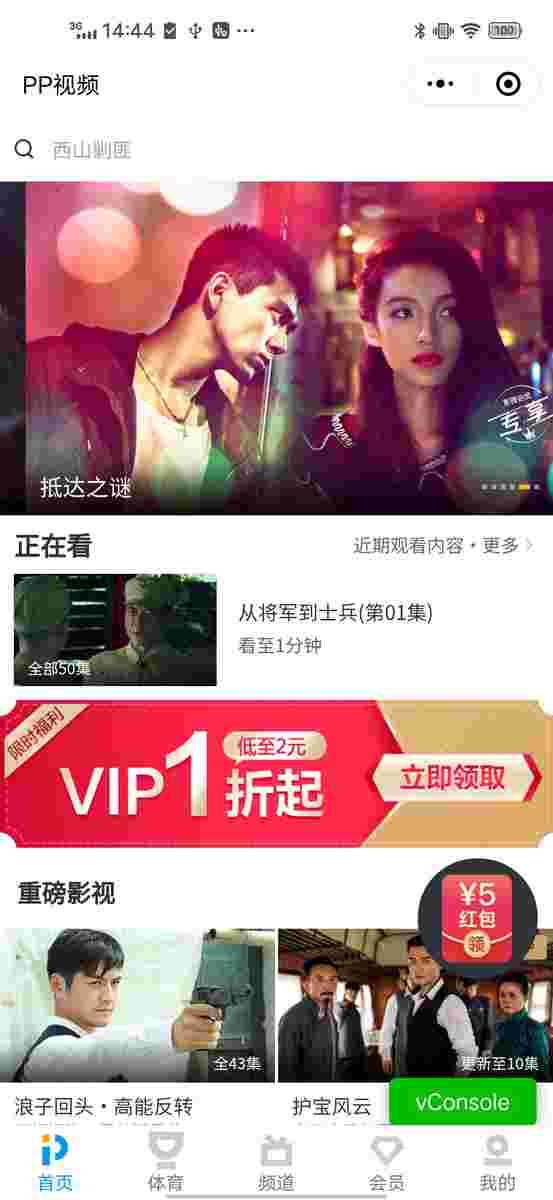 3G 14:44 100
PP视频
西山剿匪
专享
抵达之谜
正在看
近期观看内容·更多
从将军到士兵(第01集)
看至1分钟
全部50集
限时福利
VIP1折起
低至2元
立即领取
重磅影视
¥5
红包
领
全43集
更新至10集
浪子回头·高能反转
护宝风云
vConsole
首页
体育
频道
会员
我的